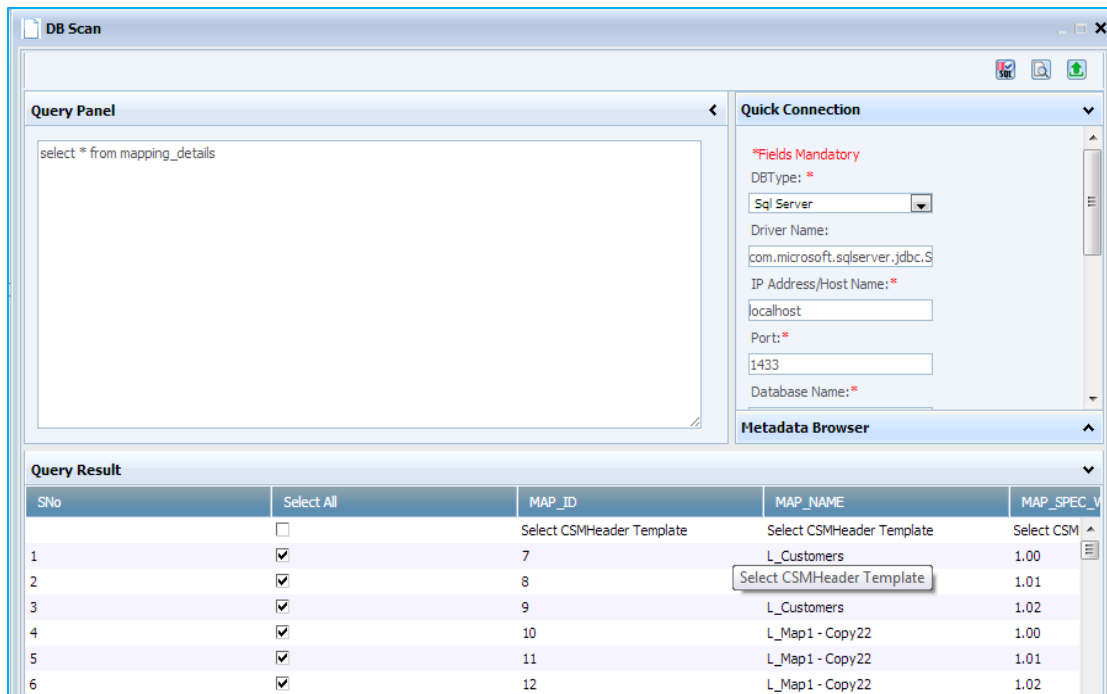 DB Scan
SQL
Query Panel
select * from mapping_details
Quick Connection
*Fields Mandatory
DBType: *
Sql Server
Driver Name:
com.microsoft.sqlserver.jdbc.S
IP Address/Host Name:*
localhost
Port:*
1433
Database Name:*
Metadata Browser
Query Result
SNo Select All MAP_ID MAP_NAME MAP_SPEC_V
Select CSMHeader Template Select CSMHeader Template Select CSM
1 7 L_Customers 1.00
2 8 Select CSMHeader Template 1.01
3 9 L_Customers 1.02
4 10 L_Map1 - Copy22 1.00
5 11 L_Map1 - Copy22 1.01
6 12 L_Map1 - Copy22 1.02